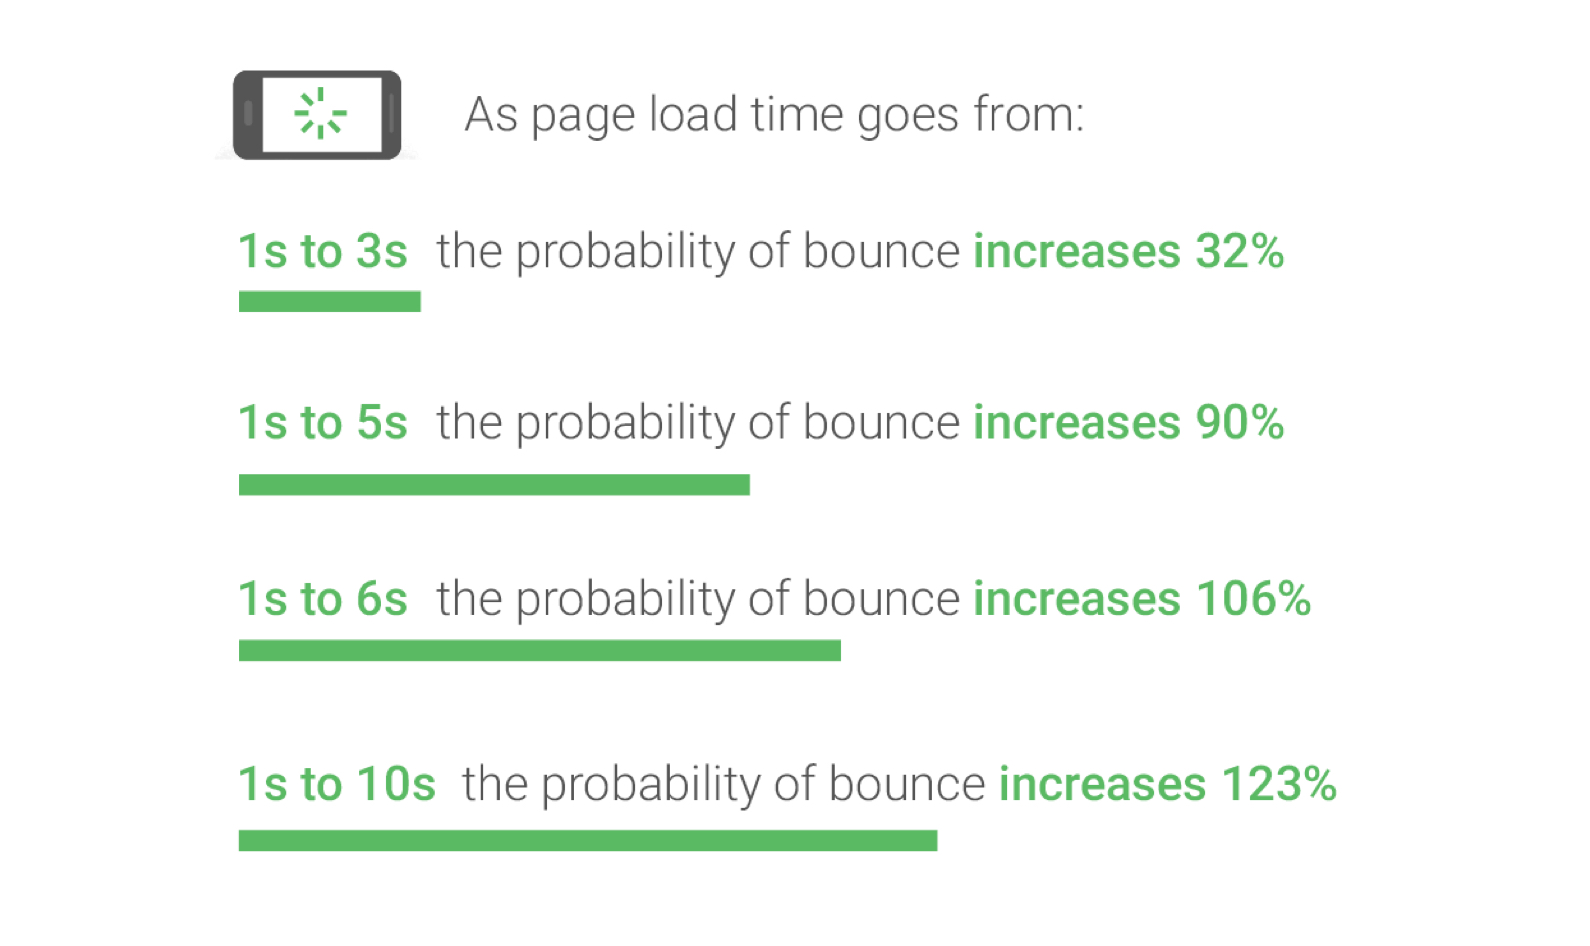 As page load time goes from:
1s to 3s the probability of bounce increases 32%
1s to 5s the probability of bounce increases 90%
1s to 6s the probability of bounce increases 106%
1s to 10s the probability of bounce increases 123%